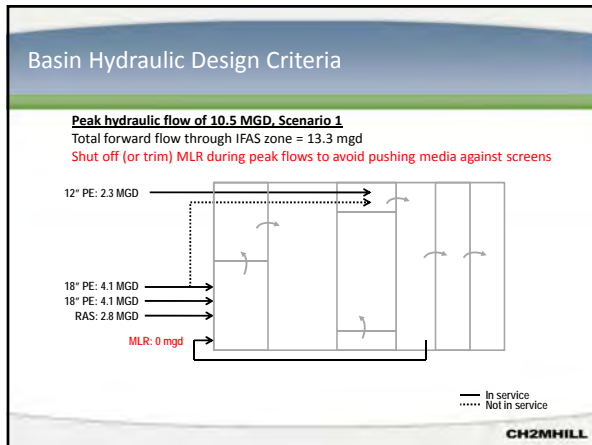 Basin Hydraulic Design Criteria
Peak hydraulic flow of 10.5 MGD, Scenario 1
Total forward flow through IFAS zone = 13.3 mgd
Shut off (or trim) MLR during peak flows to avoid pushing media against screens
12" PE: 2.3 MGD
18" PE: 4.1 MGD
18" PE: 4.1 MGD
RAS: 2.8 MGD
MLR: 0 mgd
In service
Not in service
CH2MHILL